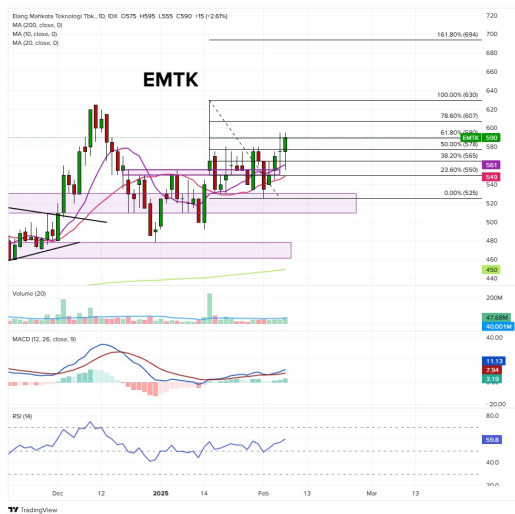 Elang Mahkota Teknologi Tbk., 1D, IDX O575 H595 L555 C590 +15 (+2.61%)
MA (200, close, 0)
MA (10, close, 0)
MA (20, close, 0)
EMTK
720
700
680
660
640
620
600
580
560
540
520
500
480
460
440
161.80% (694)
100.00% (630)
78.60% (607)
61.80% (590)
50.00% (578)
38.20% (565)
23.60% (550)
0.00% (525)
EMTK 590
561
549
450
Volume (20)
200M
47.68M
40.001M
MACD (12, 26, close, 9)
40.00
11.13
7.94
3.19
−20.00
RSI (14)
80.0
59.8
40.0
20.0
Dec 12 2025 14 Feb 13 Mar 13
TradingView